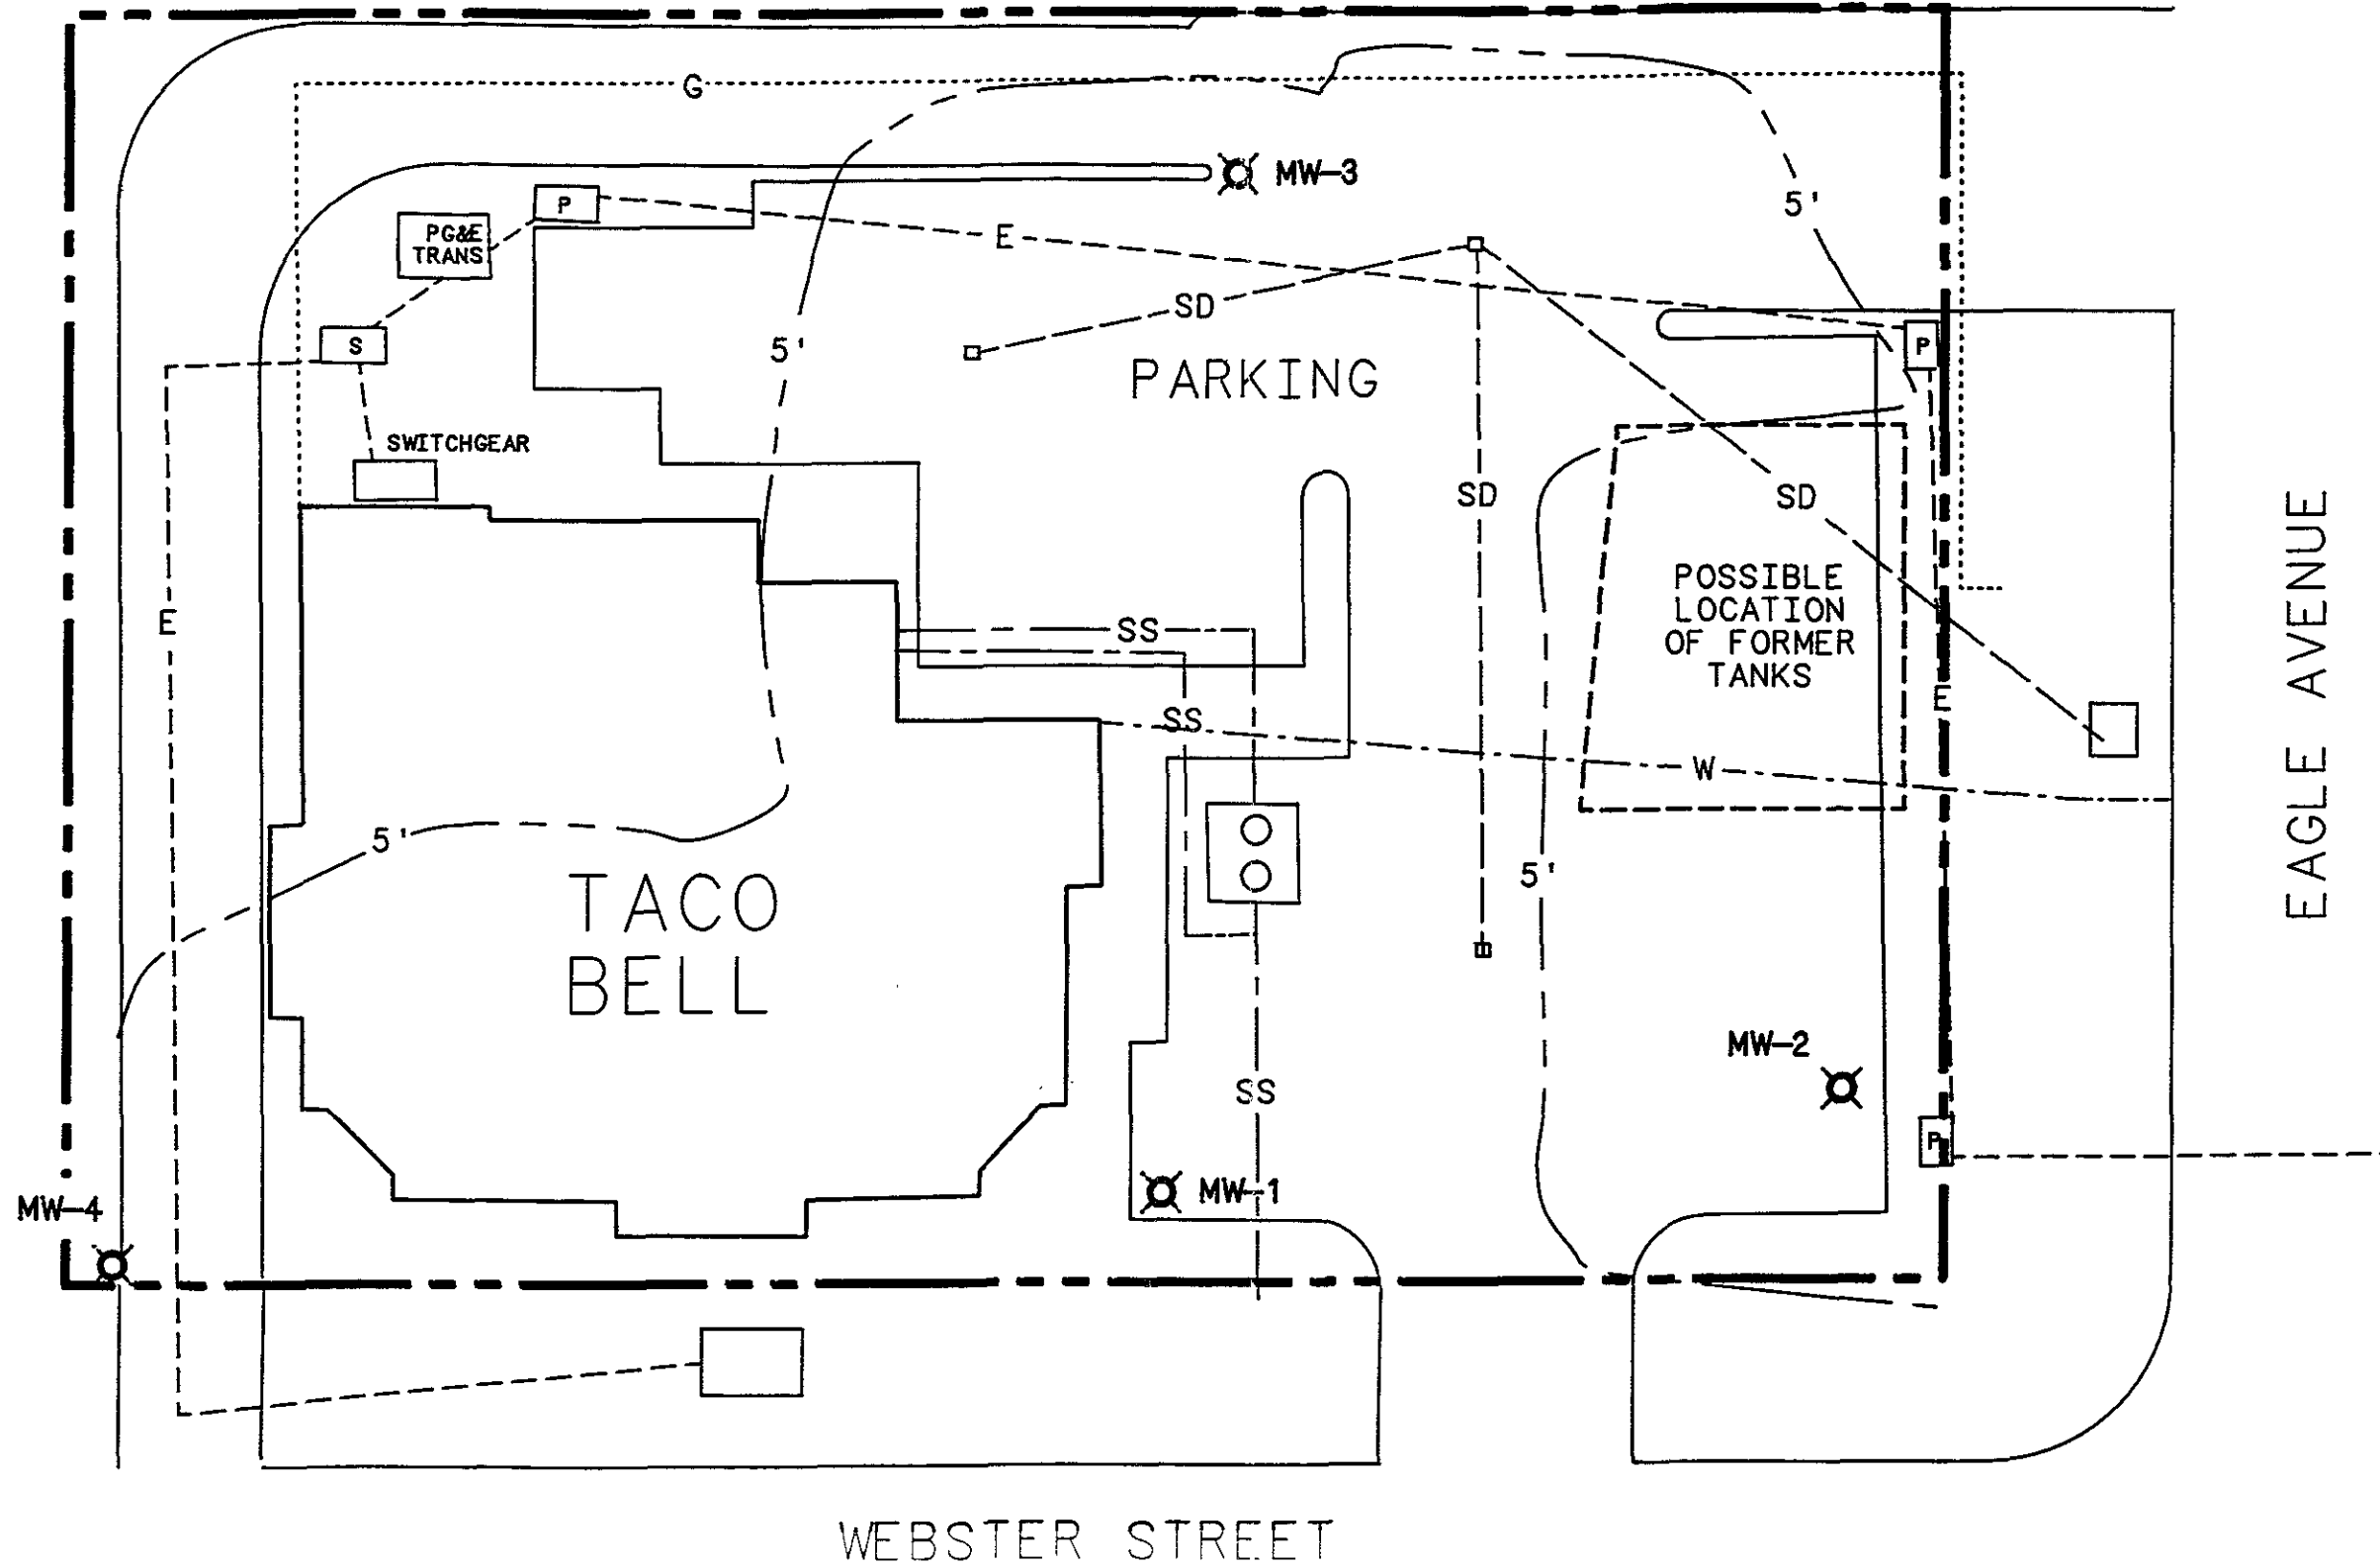 G
MW-3
P
5'
PG&E
TRANS
E
SD
S
5'
P
PARKING
SWITCHGEAR
SD
SD
POSSIBLE
LOCATION
OF FORMER
TANKS
E
SS
SS
E
W
EAGLE AVENUE
5'
5'
TACO
BELL
MW-2
SS
P
MW-1
MW-4
WEBSTER STREET